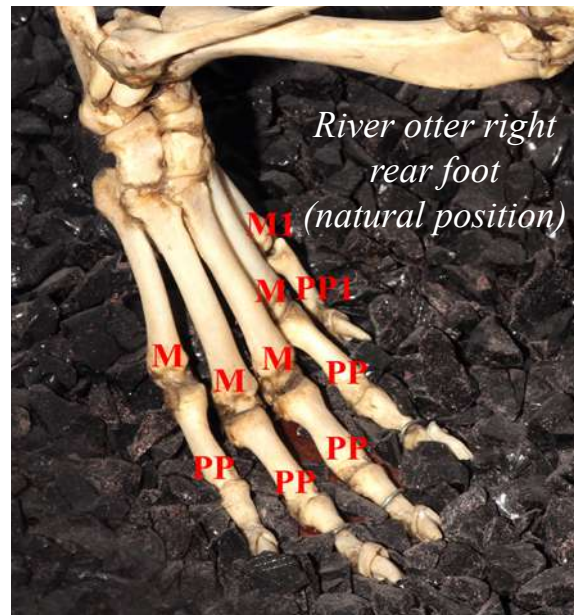 River otter right
rear foot
(natural position)
M1
M
PP1
M
M
M
PP
PP
PP
PP